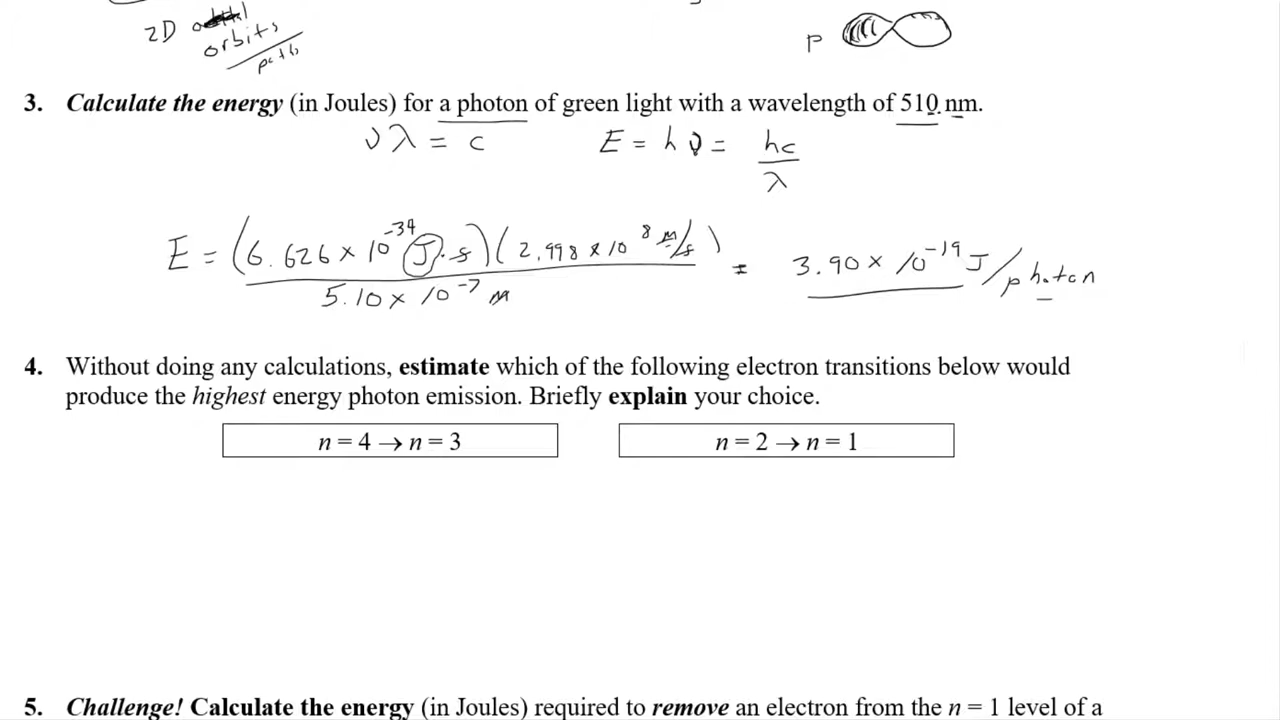 2D orbits
path
p
3. Calculate the energy (in Joules) for a photon of green light with a wavelength of 510. nm.
νλ = c E = hν = hc/λ
E = (6.626 × 10⁻³⁴ J·s)(2.998 × 10⁸ m/s) / 5.10 × 10⁻⁷ m = 3.90 × 10⁻¹⁹ J/photon
4. Without doing any calculations, estimate which of the following electron transitions below would
produce the highest energy photon emission. Briefly explain your choice.
n = 4 → n = 3 n = 2 → n = 1
5. Challenge! Calculate the energy (in Joules) required to remove an electron from the n = 1 level of a